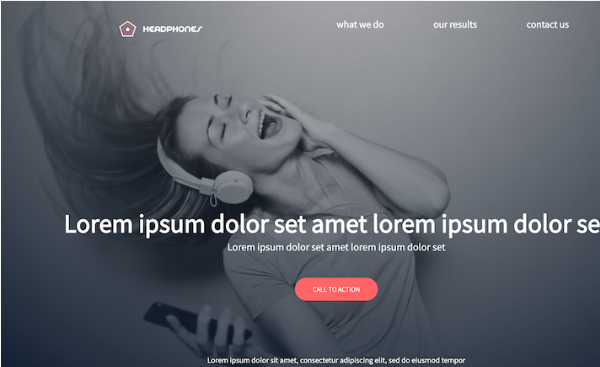 HEADPHONES
what we do
our results
contact us
Lorem ipsum dolor set amet lorem ipsum dolor se
Lorem ipsum dolor set amet lorem ipsum dolor set
CALL TO ACTION
Lorem ipsum dolor sit amet, consectetur adipiscing elit, sed do eiusmod tempor